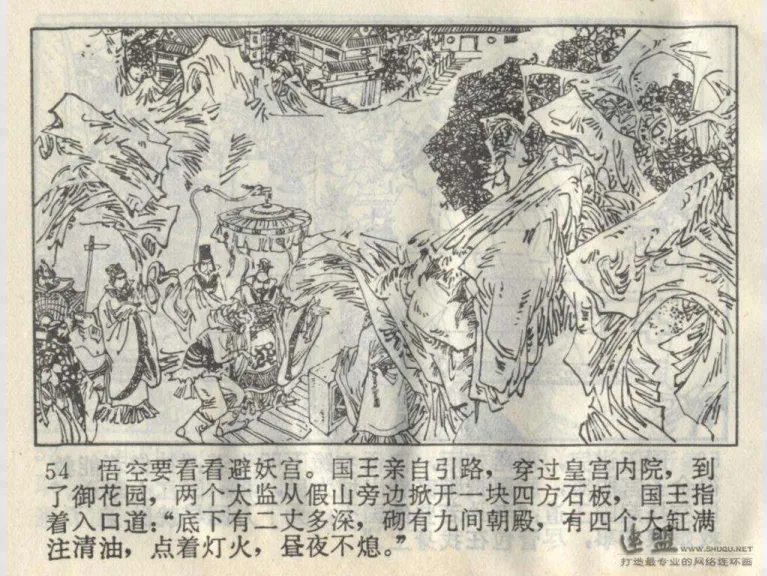 54 悟空要看看避妖宫。国王亲自引路，穿过皇宫内院，到
了御花园，两个太监从假山旁边掀开一块四方石板，国王指
着入口道：“底下有二丈多深，砌有九间朝殿，有四个大缸满
注清油，点着灯火，昼夜不熄。”
连盟 WWW.SHUQU.NET
打造最专业的网络连环画